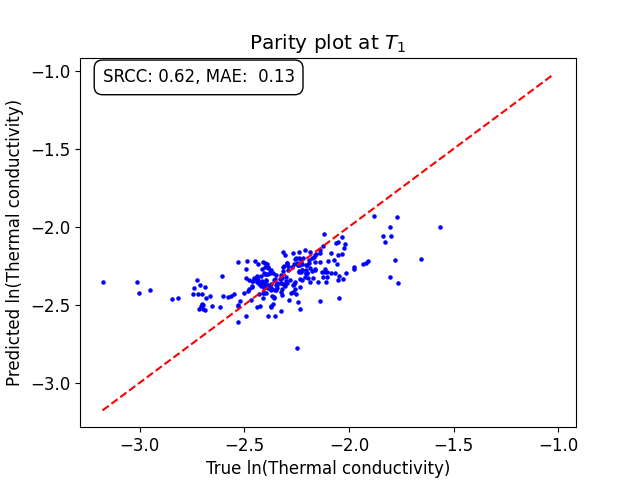 Parity plot at T₁
SRCC: 0.62, MAE:  0.13
Predicted ln(Thermal conductivity)
−1.0
−1.5
−2.0
−2.5
−3.0
−3.0 −2.5 −2.0 −1.5 −1.0
True ln(Thermal conductivity)